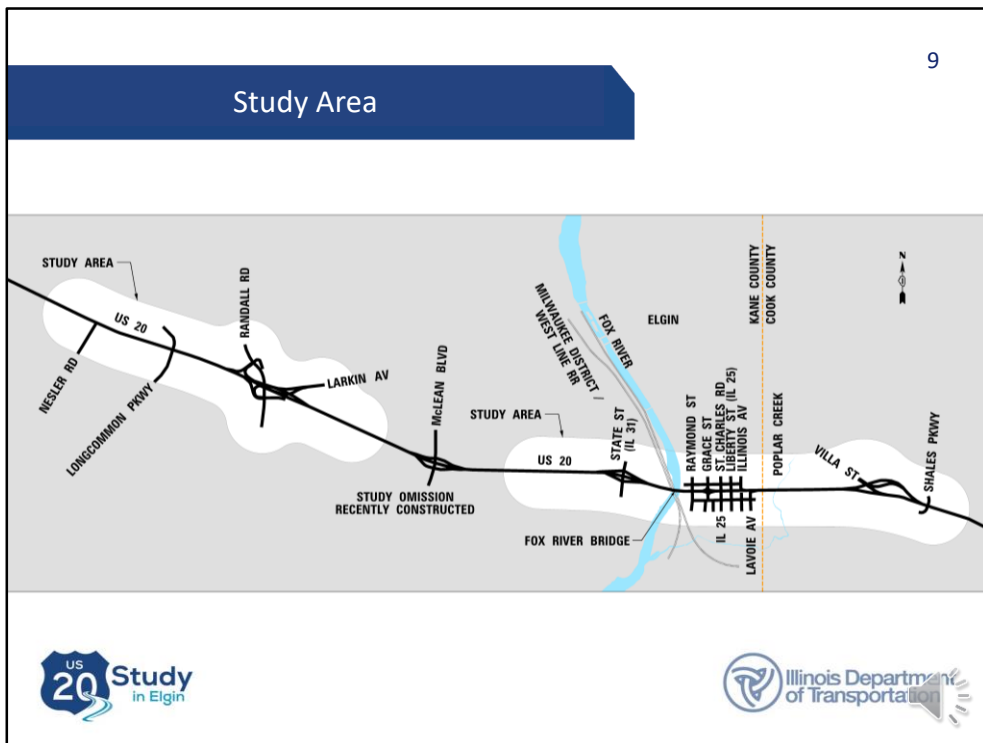 9
Study Area
STUDY AREA
US 20
NESLER RD
LONGCOMMON PKWY
RANDALL RD
LARKIN AV
McLEAN BLVD
STUDY OMISSION
RECENTLY CONSTRUCTED
STUDY AREA
US 20
STATE ST
(IL 31)
MILWAUKEE DISTRICT
WEST LINE RR
FOX RIVER
ELGIN
FOX RIVER BRIDGE
RAYMOND ST
GRACE ST
ST. CHARLES RD
LIBERTY ST (IL 25)
ILLINOIS AV
IL 25
LAVOIE AV
KANE COUNTY
COOK COUNTY
POPLAR CREEK
VILLA ST
SHALES PKWY
N
US
20
Study
in Elgin
Illinois Department
of Transportation